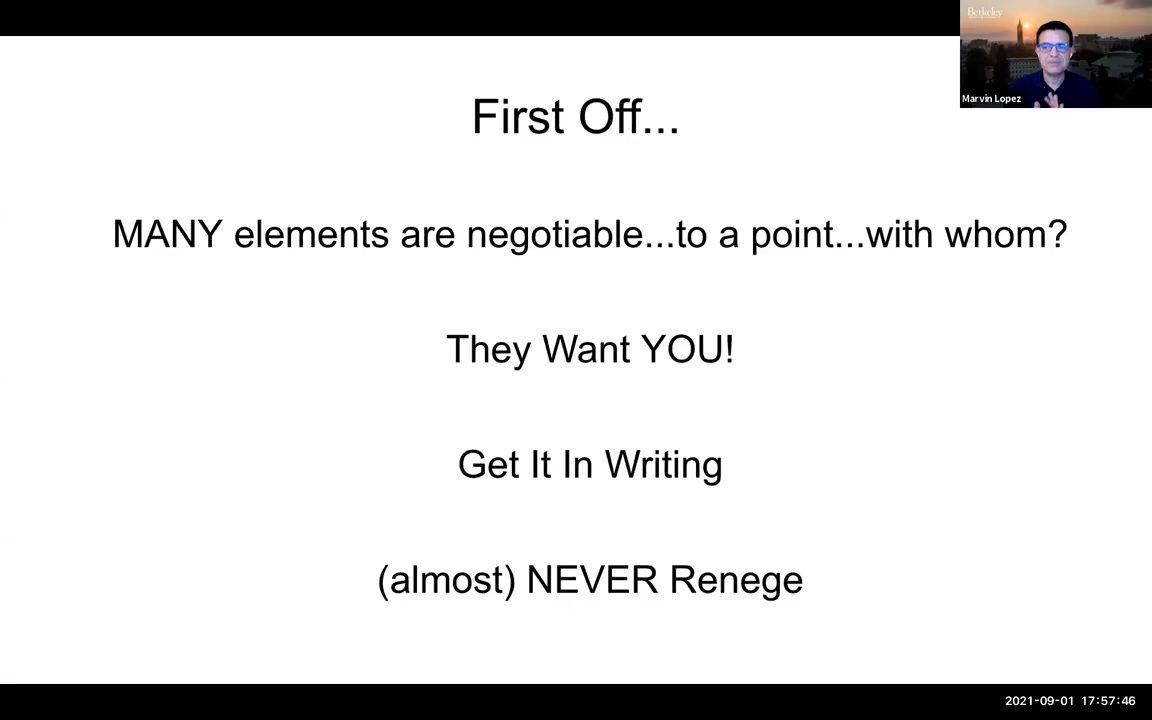 Berkeley
Marvin Lopez
First Off...
MANY elements are negotiable...to a point...with whom?
They Want YOU!
Get It In Writing
(almost) NEVER Renege
2021-09-01 17:57:46